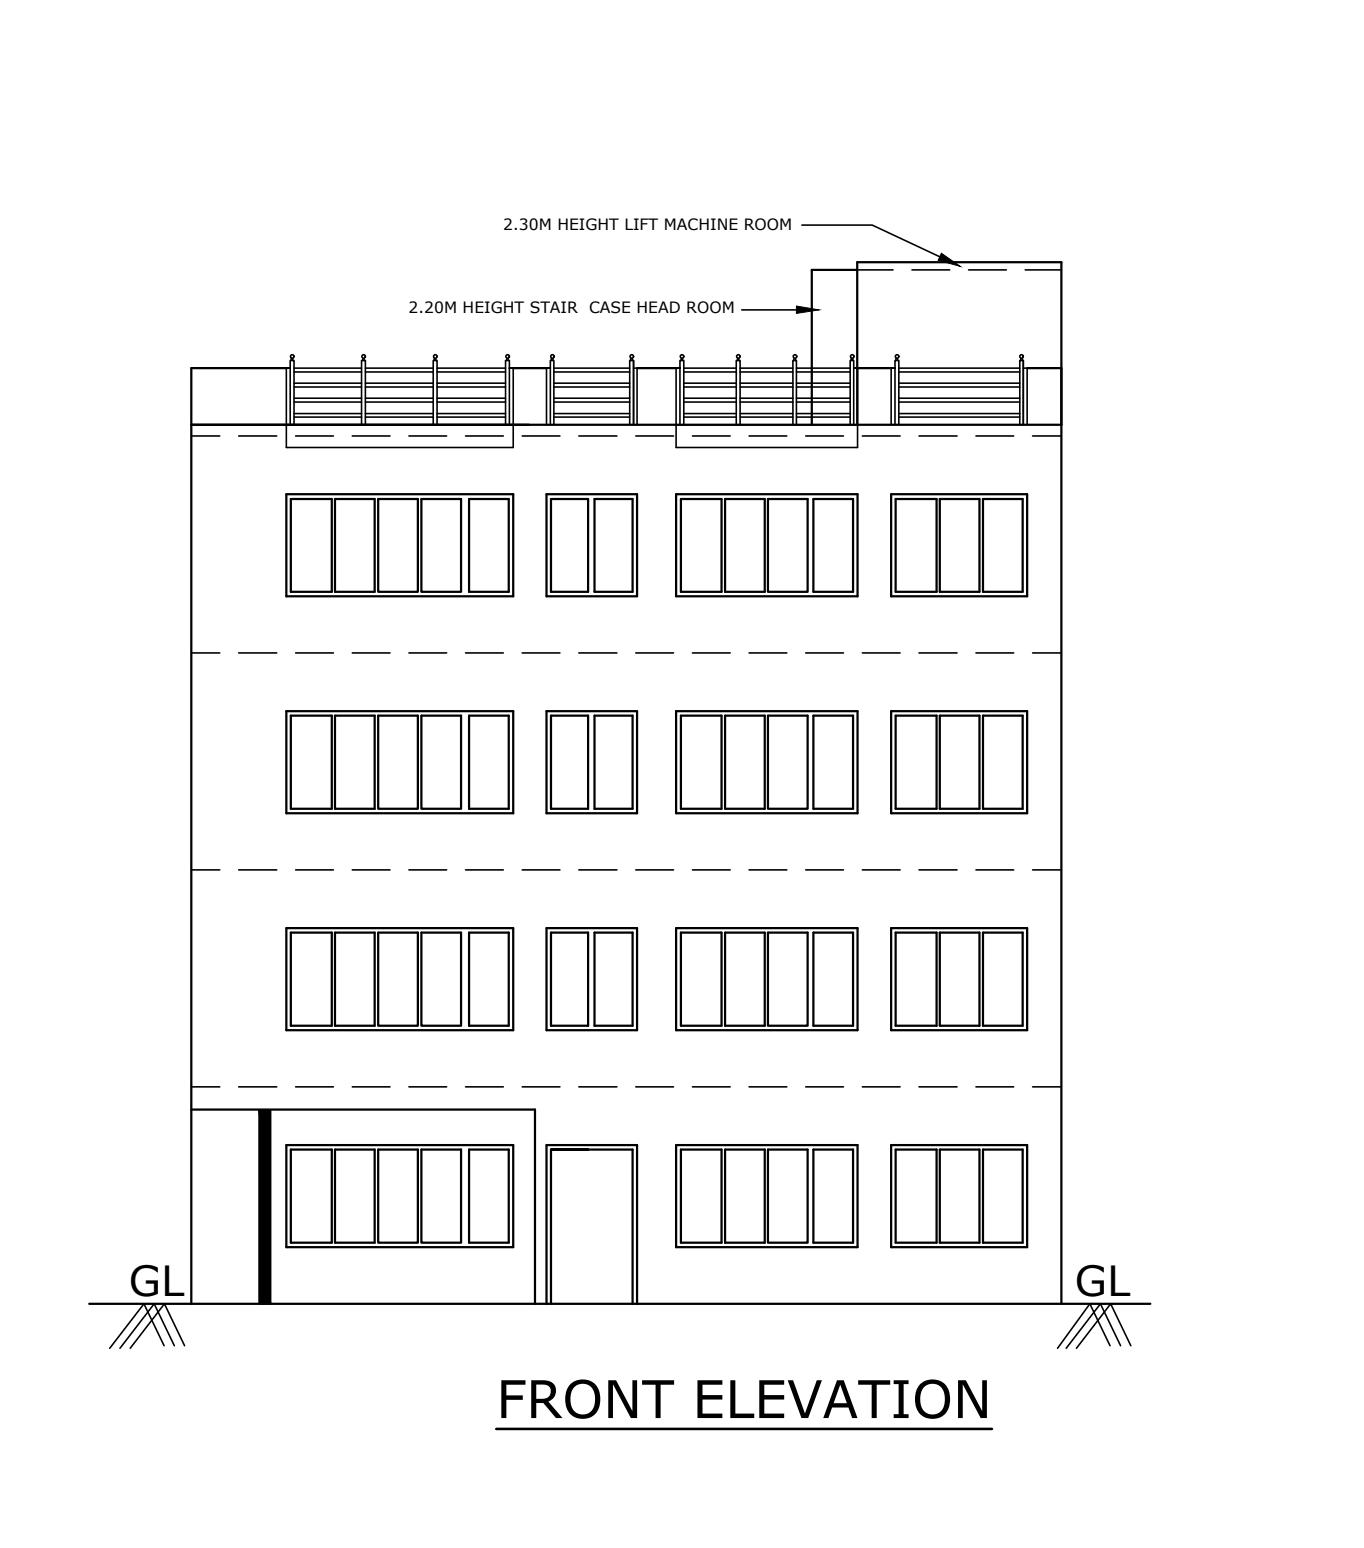 2.30M HEIGHT LIFT MACHINE ROOM
2.20M HEIGHT STAIR CASE HEAD ROOM
GL
GL
FRONT ELEVATION